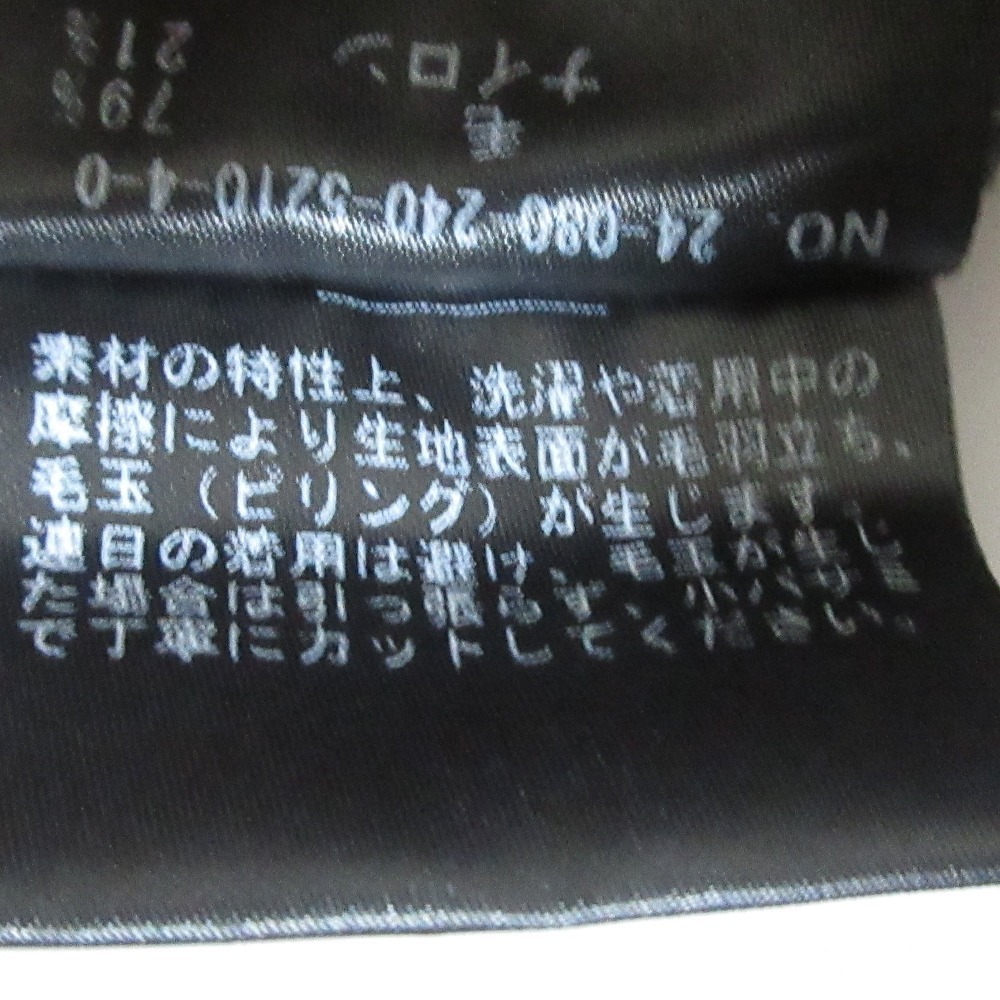 NO. 24-080-240-5210-4-0
毛 79%
ナイロン 21%
素材の特性上、洗濯や着用中の
摩擦により生地表面が毛羽立ち、
毛玉（ピリング）が生じます。
連日の着用は避け、毛玉が生じ
た場合は引っ張らず、小バサミ
で丁寧にカットしてください。